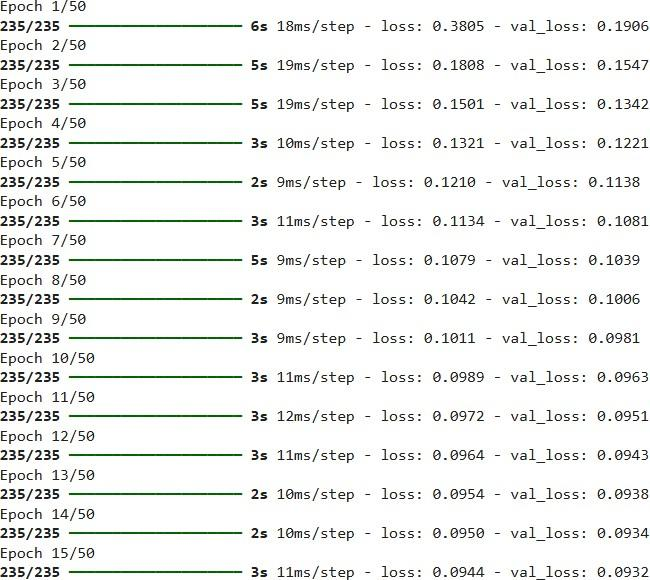 Epoch 1/50
235/235 ━━━━━━━━━━━━━━━━━━━━ 6s 18ms/step - loss: 0.3805 - val_loss: 0.1906
Epoch 2/50
235/235 ━━━━━━━━━━━━━━━━━━━━ 5s 19ms/step - loss: 0.1808 - val_loss: 0.1547
Epoch 3/50
235/235 ━━━━━━━━━━━━━━━━━━━━ 5s 19ms/step - loss: 0.1501 - val_loss: 0.1342
Epoch 4/50
235/235 ━━━━━━━━━━━━━━━━━━━━ 3s 10ms/step - loss: 0.1321 - val_loss: 0.1221
Epoch 5/50
235/235 ━━━━━━━━━━━━━━━━━━━━ 2s 9ms/step - loss: 0.1210 - val_loss: 0.1138
Epoch 6/50
235/235 ━━━━━━━━━━━━━━━━━━━━ 3s 11ms/step - loss: 0.1134 - val_loss: 0.1081
Epoch 7/50
235/235 ━━━━━━━━━━━━━━━━━━━━ 5s 9ms/step - loss: 0.1079 - val_loss: 0.1039
Epoch 8/50
235/235 ━━━━━━━━━━━━━━━━━━━━ 2s 9ms/step - loss: 0.1042 - val_loss: 0.1006
Epoch 9/50
235/235 ━━━━━━━━━━━━━━━━━━━━ 3s 9ms/step - loss: 0.1011 - val_loss: 0.0981
Epoch 10/50
235/235 ━━━━━━━━━━━━━━━━━━━━ 3s 11ms/step - loss: 0.0989 - val_loss: 0.0963
Epoch 11/50
235/235 ━━━━━━━━━━━━━━━━━━━━ 3s 12ms/step - loss: 0.0972 - val_loss: 0.0951
Epoch 12/50
235/235 ━━━━━━━━━━━━━━━━━━━━ 3s 11ms/step - loss: 0.0964 - val_loss: 0.0943
Epoch 13/50
235/235 ━━━━━━━━━━━━━━━━━━━━ 2s 10ms/step - loss: 0.0954 - val_loss: 0.0938
Epoch 14/50
235/235 ━━━━━━━━━━━━━━━━━━━━ 2s 10ms/step - loss: 0.0950 - val_loss: 0.0934
Epoch 15/50
235/235 ━━━━━━━━━━━━━━━━━━━━ 3s 11ms/step - loss: 0.0944 - val_loss: 0.0932